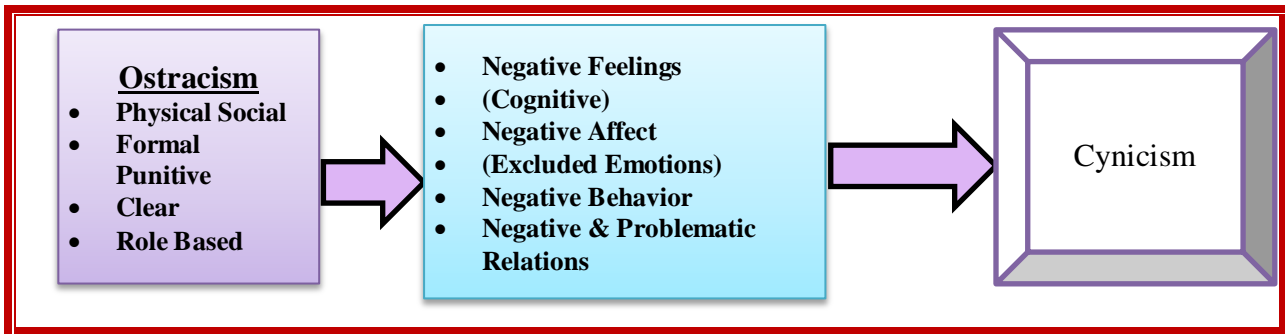 Ostracism
• Physical Social
• Formal
Punitive
• Clear
• Role Based
• Negative Feelings
• (Cognitive)
• Negative Affect
• (Excluded Emotions)
• Negative Behavior
• Negative & Problematic
Relations
Cynicism